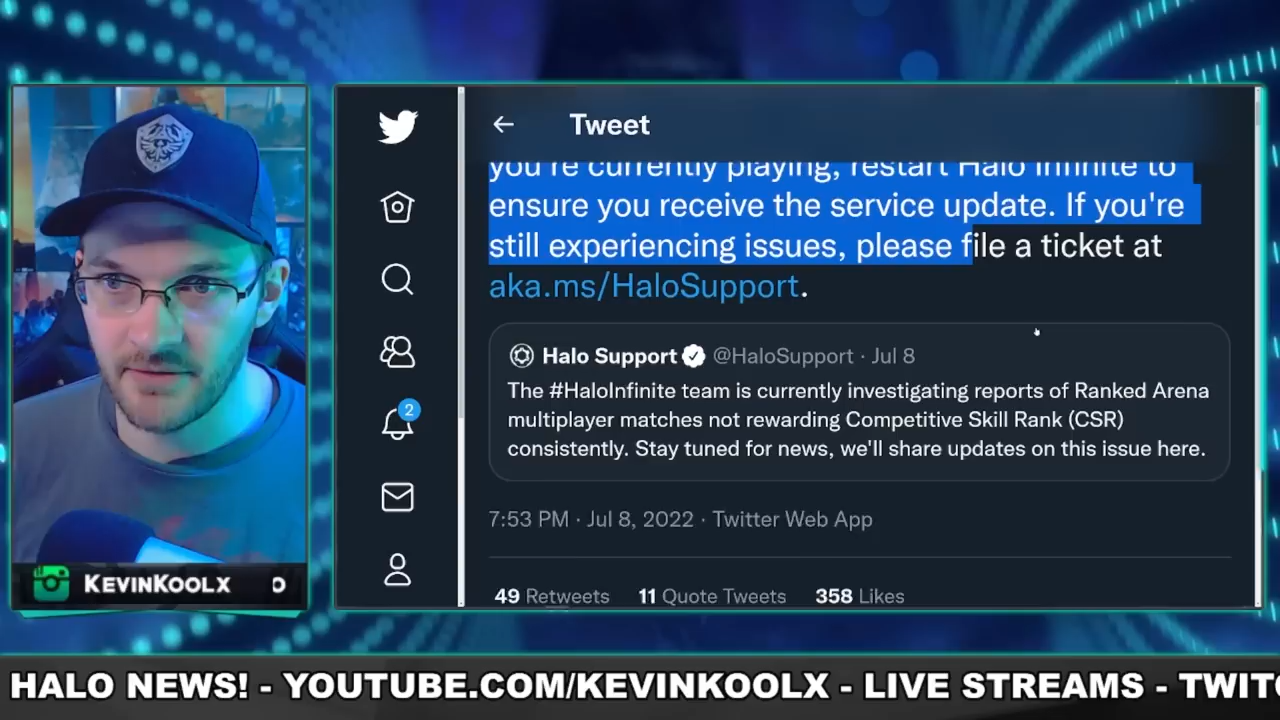 Tweet
you're currently playing, restart Halo Infinite to
ensure you receive the service update. If you're
still experiencing issues, please file a ticket at
aka.ms/HaloSupport.
Halo Support @HaloSupport · Jul 8
The #HaloInfinite team is currently investigating reports of Ranked Arena
multiplayer matches not rewarding Competitive Skill Rank (CSR)
consistently. Stay tuned for news, we'll share updates on this issue here.
2
7:53 PM · Jul 8, 2022 · Twitter Web App
49 Retweets 11 Quote Tweets 358 Likes
KEVINKOOLX
HALO NEWS! - YOUTUBE.COM/KEVINKOOLX - LIVE STREAMS - TWITC